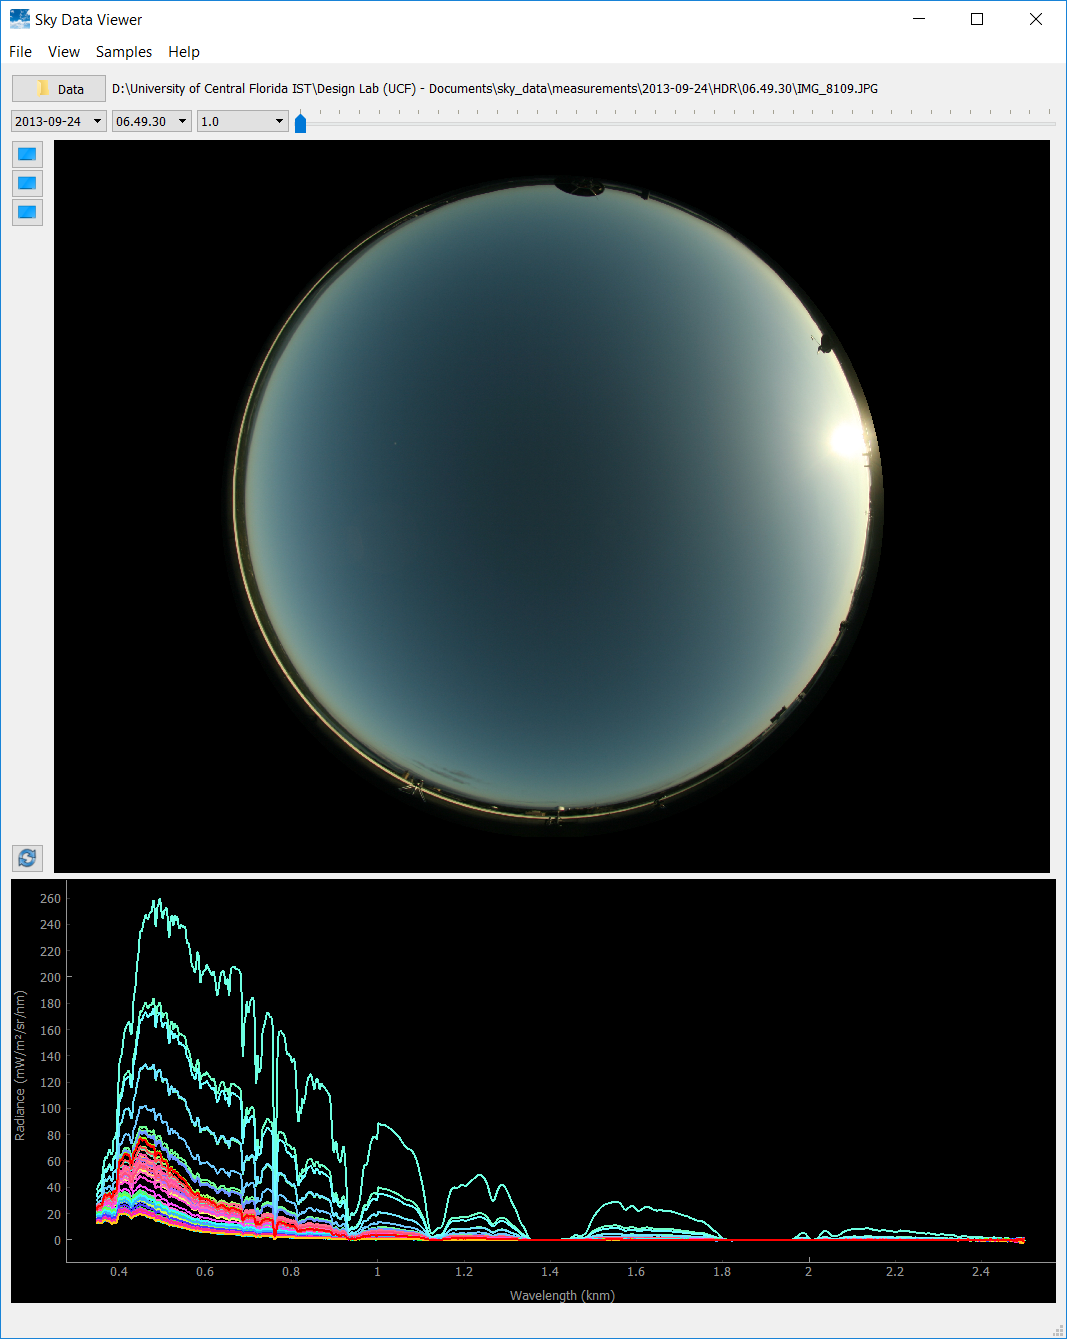 Sky Data Viewer
File View Samples Help
Data D:\University of Central Florida IST\Design Lab (UCF) - Documents\sky_data\measurements\2013-09-24\HDR\06.49.30\IMG_8109.JPG
2013-09-24 06.49.30 1.0
260
240
220
200
180
160
140
120
100
80
60
40
20
0
Radiance (mW/m²/sr/nm)
0.4 0.6 0.8 1 1.2 1.4 1.6 1.8 2 2.2 2.4
Wavelength (knm)